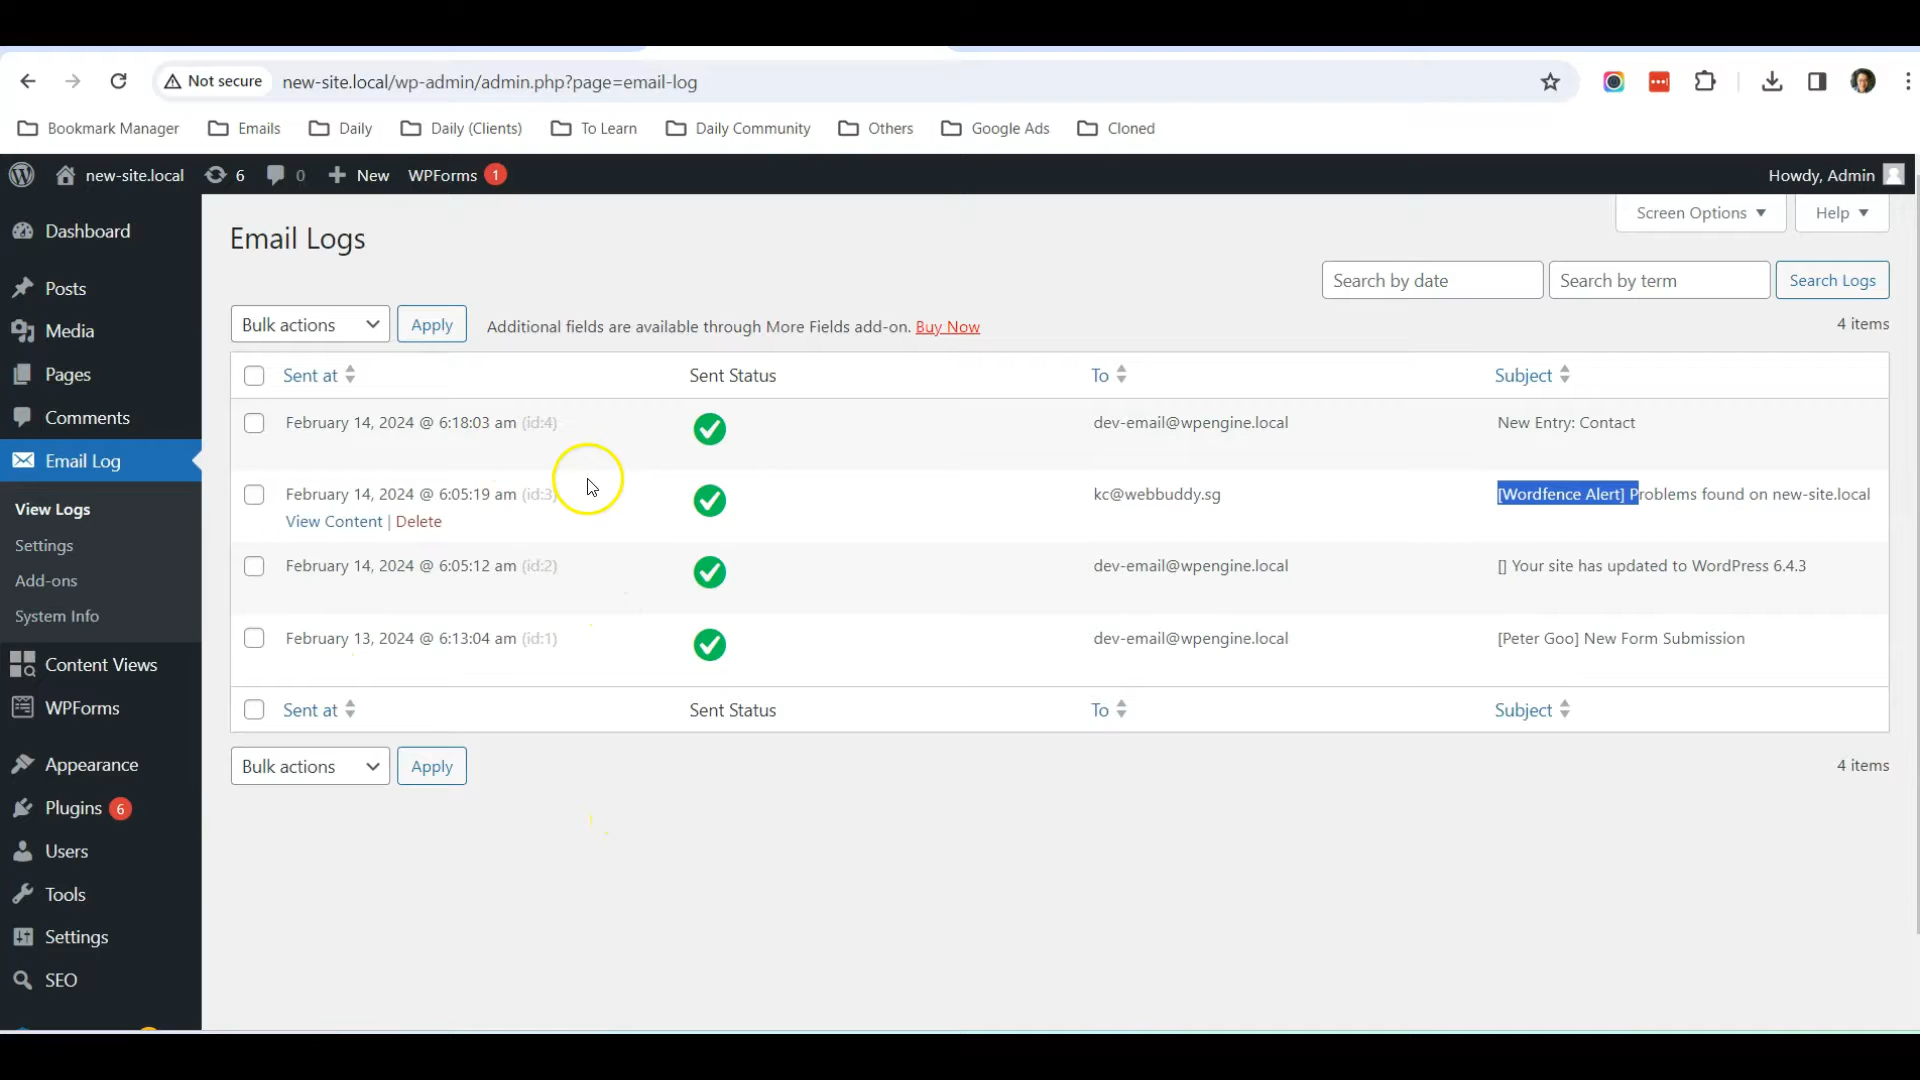 Not secure new-site.local/wp-admin/admin.php?page=email-log
Bookmark Manager Emails Daily Daily (Clients) To Learn Daily Community Others Google Ads Cloned
new-site.local 6 0 New WPForms 1 Howdy, Admin
Screen Options Help
Dashboard
Posts
Media
Pages
Comments
Email Log
View Logs
Settings
Add-ons
System Info
Content Views
WPForms
Appearance
Plugins 6
Users
Tools
Settings
SEO
Email Logs
Search by date Search by term Search Logs
Bulk actions Apply Additional fields are available through More Fields add-on. Buy Now 4 items
Sent at Sent Status To Subject
February 14, 2024 @ 6:18:03 am (id:4) dev-email@wpengine.local New Entry: Contact
February 14, 2024 @ 6:05:19 am (id:3) kc@webbuddy.sg [Wordfence Alert] Problems found on new-site.local
View Content | Delete
February 14, 2024 @ 6:05:12 am (id:2) dev-email@wpengine.local [] Your site has updated to WordPress 6.4.3
February 13, 2024 @ 6:13:04 am (id:1) dev-email@wpengine.local [Peter Goo] New Form Submission
Sent at Sent Status To Subject
Bulk actions Apply 4 items